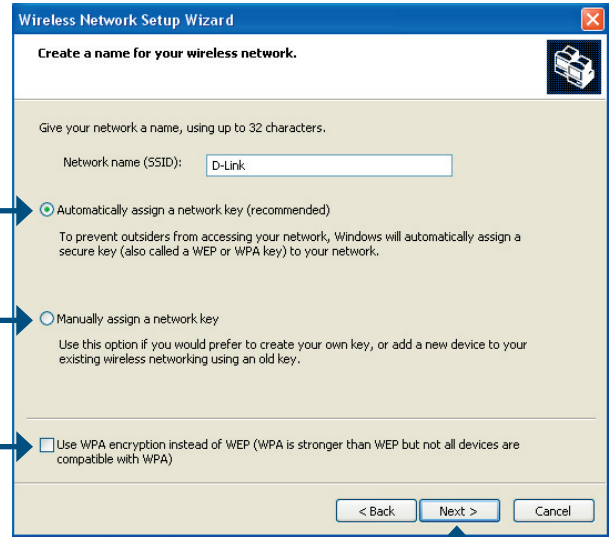 Wireless Network Setup Wizard
Create a name for your wireless network.
Give your network a name, using up to 32 characters.
Network name (SSID): D-Link
Automatically assign a network key (recommended)
To prevent outsiders from accessing your network, Windows will automatically assign a
secure key (also called a WEP or WPA key) to your network.
Manually assign a network key
Use this option if you would prefer to create your own key, or add a new device to your
existing wireless networking using an old key.
Use WPA encryption instead of WEP (WPA is stronger than WEP but not all devices are
compatible with WPA)
< Back Next > Cancel